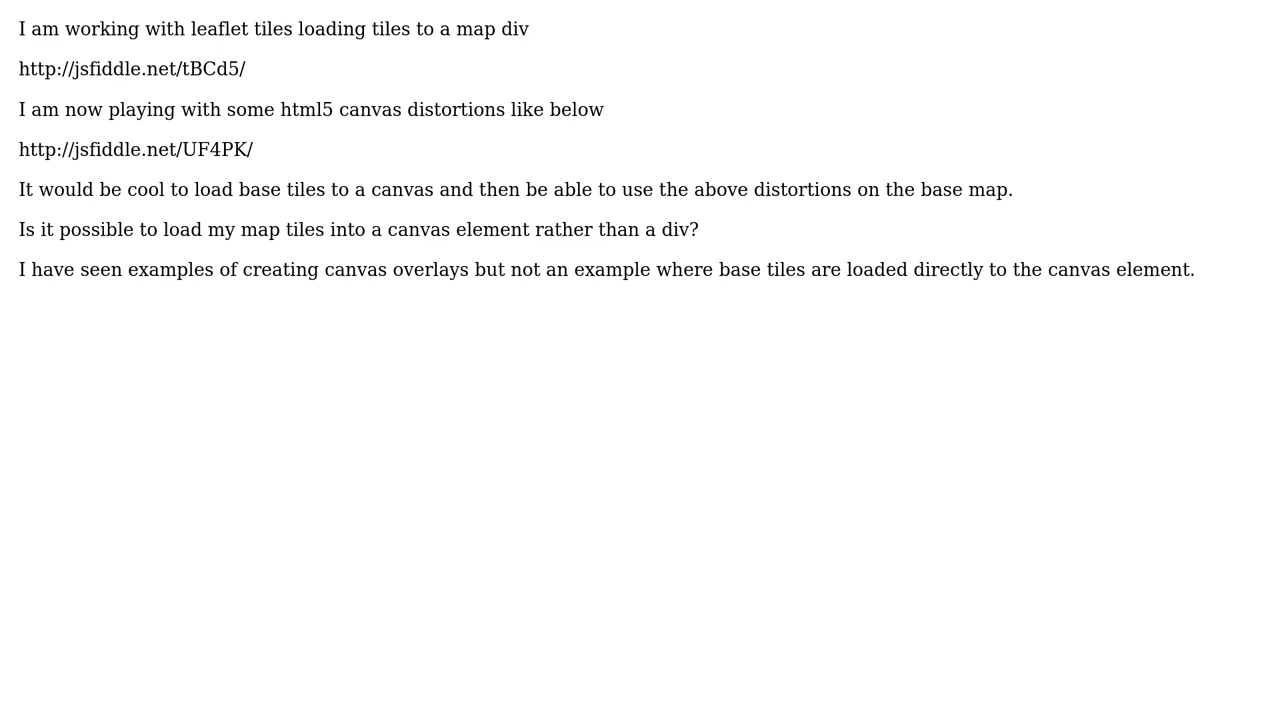 I am working with leaflet tiles loading tiles to a map div
http://jsfiddle.net/tBCd5/
I am now playing with some html5 canvas distortions like below
http://jsfiddle.net/UF4PK/
It would be cool to load base tiles to a canvas and then be able to use the above distortions on the base map.
Is it possible to load my map tiles into a canvas element rather than a div?
I have seen examples of creating canvas overlays but not an example where base tiles are loaded directly to the canvas element.